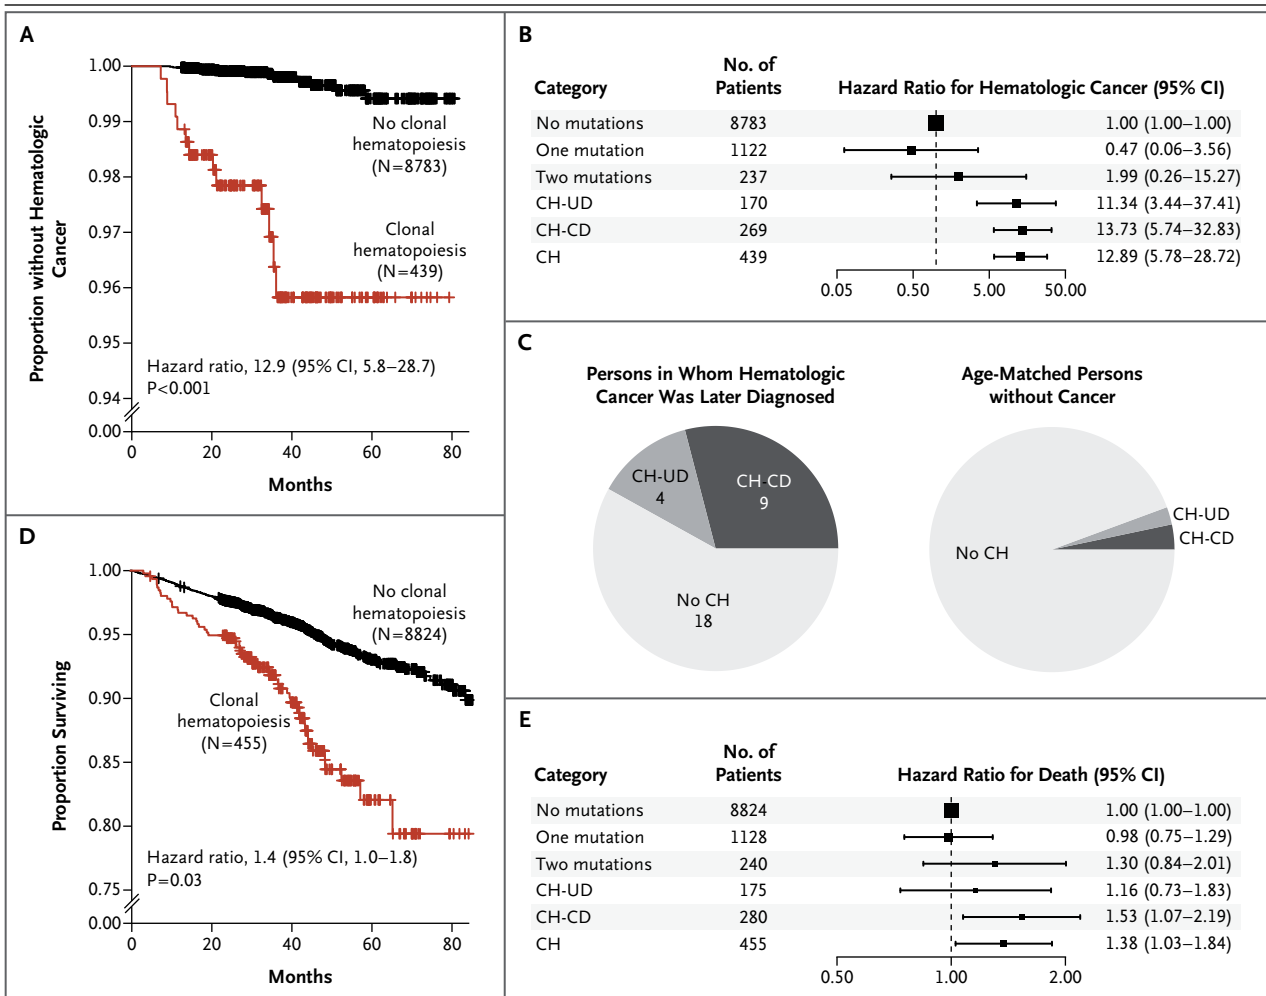 A
1.00
0.99
0.98
0.97
0.96
0.95
0.94
0.00
Proportion without Hematologic
Cancer
No clonal
hematopoiesis
(N=8783)
Clonal
hematopoiesis
(N=439)
Hazard ratio, 12.9 (95% CI, 5.8–28.7)
P<0.001
0 20 40 60 80
Months
B
Category No. of Patients Hazard Ratio for Hematologic Cancer (95% CI)
No mutations 8783 1.00 (1.00–1.00)
One mutation 1122 0.47 (0.06–3.56)
Two mutations 237 1.99 (0.26–15.27)
CH-UD 170 11.34 (3.44–37.41)
CH-CD 269 13.73 (5.74–32.83)
CH 439 12.89 (5.78–28.72)
0.05 0.50 5.00 50.00
C
Persons in Whom Hematologic
Cancer Was Later Diagnosed
CH-UD
4
CH-CD
9
No CH
18
Age-Matched Persons
without Cancer
CH-UD
CH-CD
No CH
D
1.00
0.95
0.90
0.85
0.80
0.75
0.00
Proportion Surviving
No clonal
hematopoiesis
(N=8824)
Clonal
hematopoiesis
(N=455)
Hazard ratio, 1.4 (95% CI, 1.0–1.8)
P=0.03
0 20 40 60 80
Months
E
Category No. of Patients Hazard Ratio for Death (95% CI)
No mutations 8824 1.00 (1.00–1.00)
One mutation 1128 0.98 (0.75–1.29)
Two mutations 240 1.30 (0.84–2.01)
CH-UD 175 1.16 (0.73–1.83)
CH-CD 280 1.53 (1.07–2.19)
CH 455 1.38 (1.03–1.84)
0.50 1.00 2.00